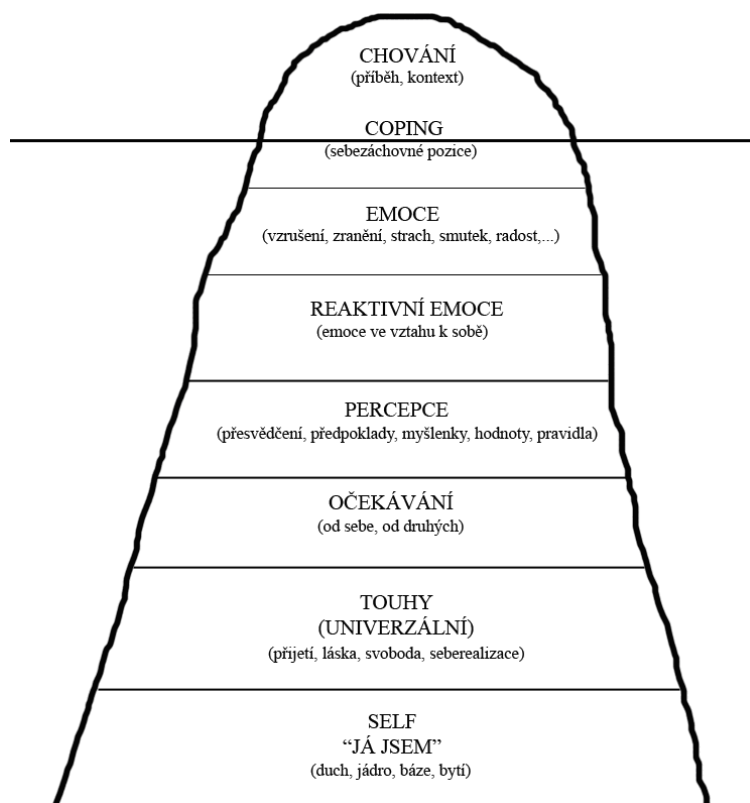 CHOVÁNÍ
(příběh, kontext)
COPING
(sebezáchovné pozice)
EMOCE
(vzrušení, zranění, strach, smutek, radost,...)
REAKTIVNÍ EMOCE
(emoce ve vztahu k sobě)
PERCEPCE
(přesvědčení, předpoklady, myšlenky, hodnoty, pravidla)
OČEKÁVÁNÍ
(od sebe, od druhých)
TOUHY
(UNIVERZÁLNÍ)
(přijetí, láska, svoboda, seberealizace)
SELF
“JÁ JSEM”
(duch, jádro, báze, bytí)